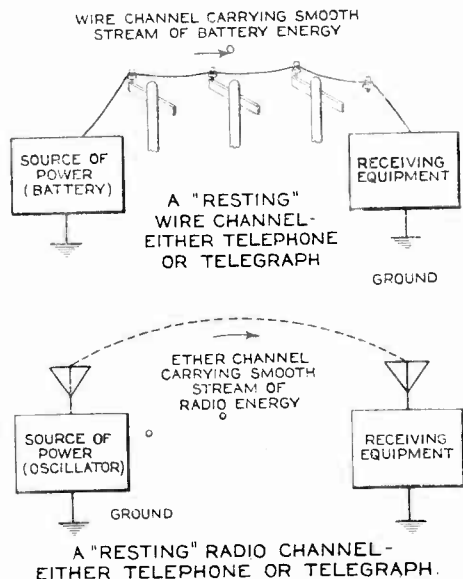 WIRE CHANNEL CARRYING SMOOTH
STREAM OF BATTERY ENERGY
SOURCE OF
POWER
(BATTERY)
RECEIVING
EQUIPMENT
A "RESTING"
WIRE CHANNEL-
EITHER TELEPHONE
OR TELEGRAPH
GROUND
ETHER CHANNEL
CARRYING SMOOTH
STREAM OF
RADIO ENERGY
SOURCE OF
POWER
(OSCILLATOR)
RECEIVING
EQUIPMENT
GROUND
A "RESTING" RADIO CHANNEL-
EITHER TELEPHONE OR TELEGRAPH.